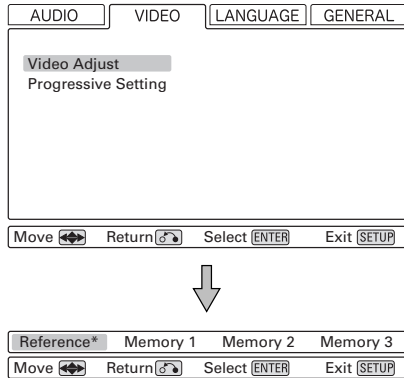 AUDIO VIDEO LANGUAGE GENERAL
Video Adjust
Progressive Setting
Move Return Select ENTER Exit SETUP
Reference* Memory 1 Memory 2 Memory 3
Move Return Select ENTER Exit SETUP